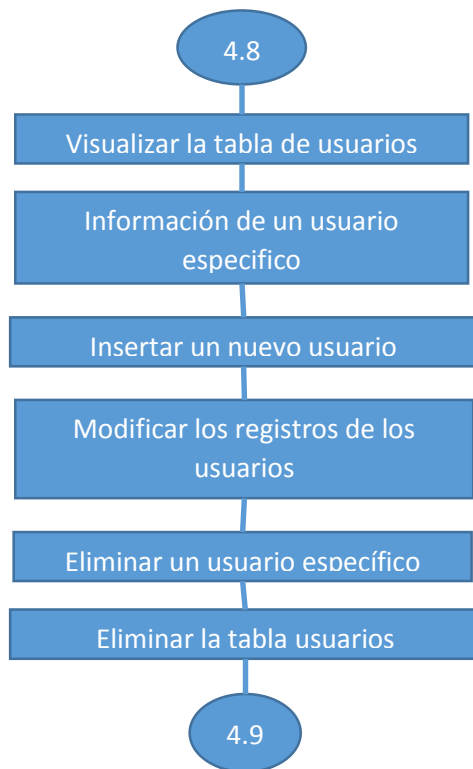 4.8
Visualizar la tabla de usuarios
Información de un usuario
especifico
Insertar un nuevo usuario
Modificar los registros de los
usuarios
Eliminar un usuario específico
Eliminar la tabla usuarios
4.9